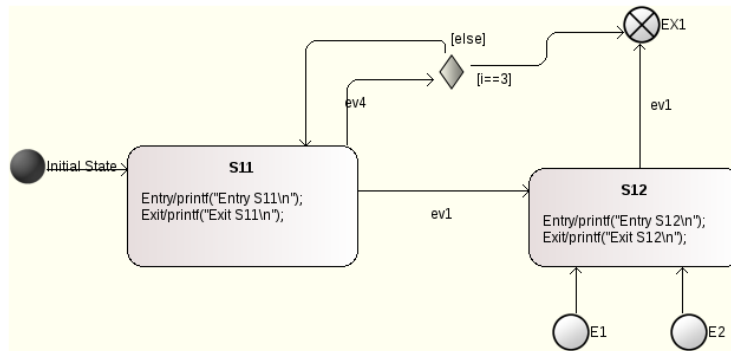 [else]
EX1
[i==3]
ev4
ev1
Initial State
S11
Entry/printf("Entry S11\n");
Exit/printf("Exit S11\n");
ev1
S12
Entry/printf("Entry S12\n");
Exit/printf("Exit S12\n");
E1
E2